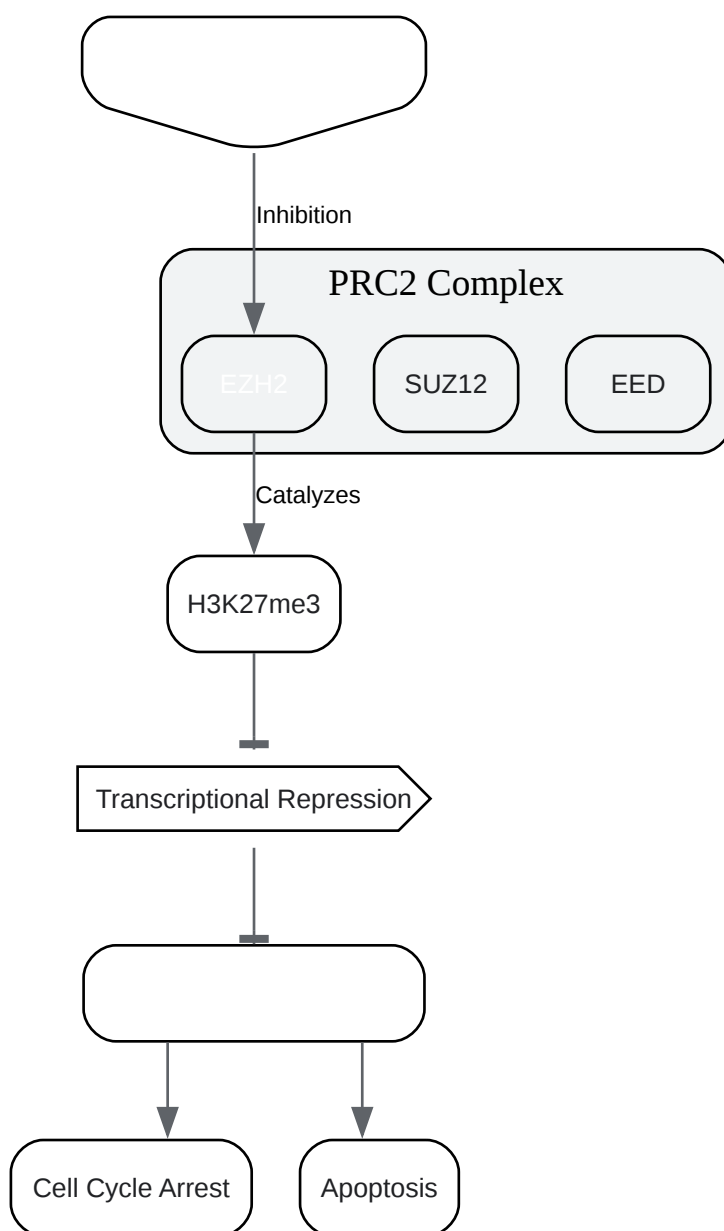 Inhibition
PRC2 Complex
EZH2
SUZ12
EED
Catalyzes
H3K27me3
Transcriptional Repression
Cell Cycle Arrest
Apoptosis